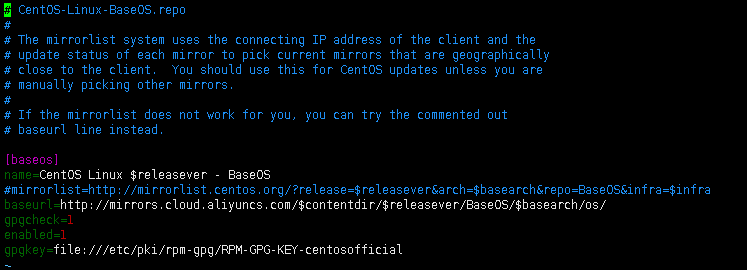 # CentOS-Linux-BaseOS.repo
#
# The mirrorlist system uses the connecting IP address of the client and the
# update status of each mirror to pick current mirrors that are geographically
# close to the client.  You should use this for CentOS updates unless you are
# manually picking other mirrors.
#
# If the mirrorlist does not work for you, you can try the commented out
# baseurl line instead.

[baseos]
name=CentOS Linux $releasever - BaseOS
#mirrorlist=http://mirrorlist.centos.org/?release=$releasever&arch=$basearch&repo=BaseOS&infra=$infra
baseurl=http://mirrors.cloud.aliyuncs.com/$contentdir/$releasever/BaseOS/$basearch/os/
gpgcheck=1
enabled=1
gpgkey=file:///etc/pki/rpm-gpg/RPM-GPG-KEY-centosofficial
~